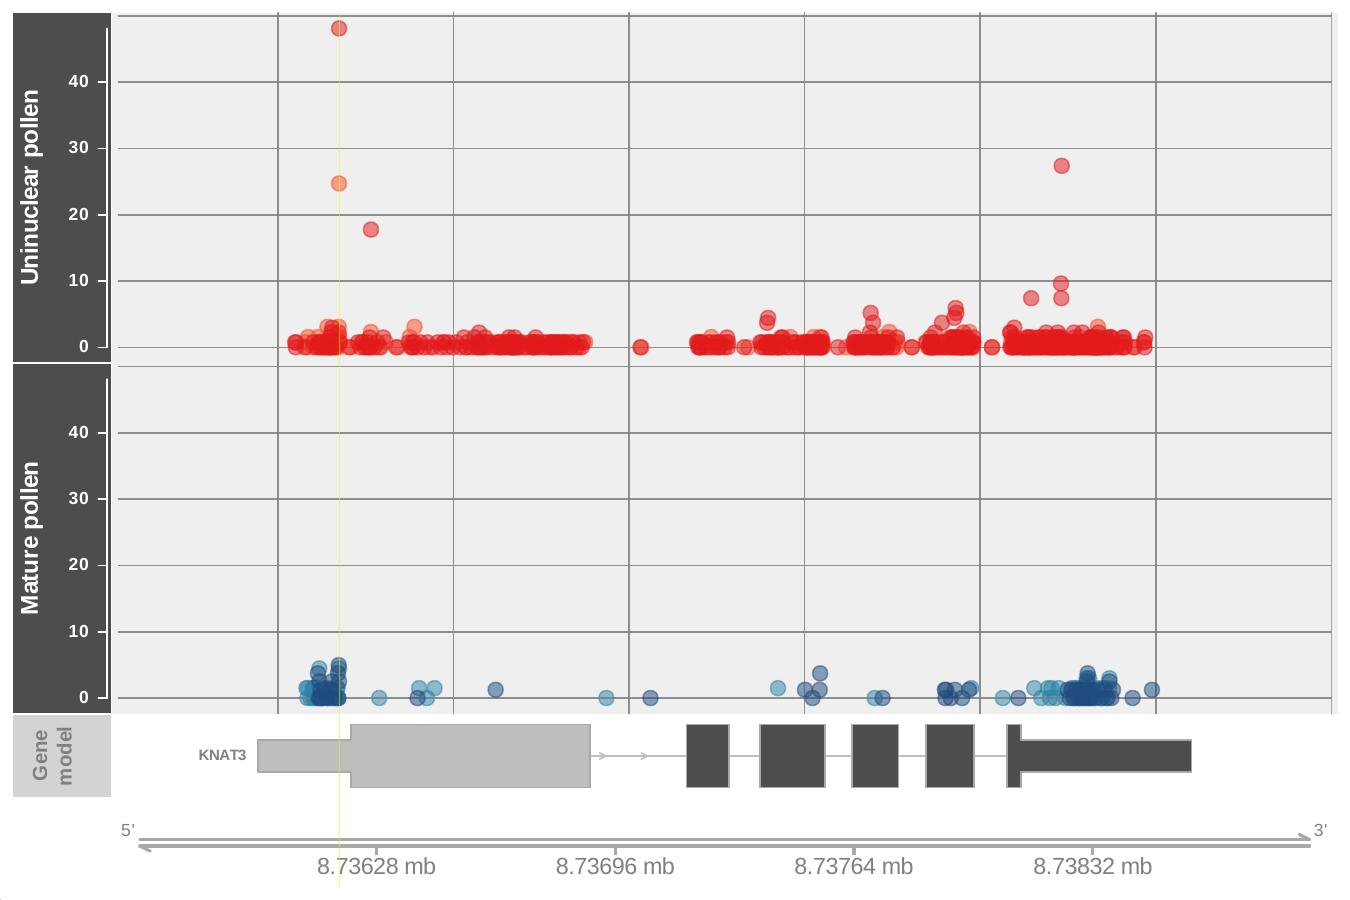 Uninuclear pollen
40
30
20
10
0
Mature pollen
40
30
20
10
0
Gene
model
KNAT3
5'
3'
8.73628 mb
8.73696 mb
8.73764 mb
8.73832 mb